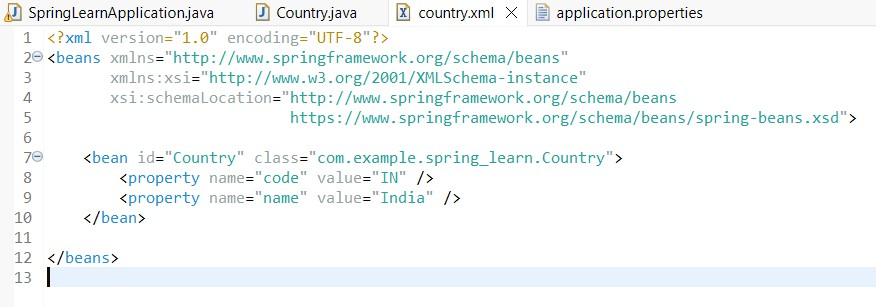 SpringLearnApplication.java Country.java country.xml application.properties
1 <?xml version="1.0" encoding="UTF-8"?>
2 <beans xmlns="http://www.springframework.org/schema/beans"
3        xmlns:xsi="http://www.w3.org/2001/XMLSchema-instance"
4        xsi:schemaLocation="http://www.springframework.org/schema/beans
5                            https://www.springframework.org/schema/beans/spring-beans.xsd">
6
7     <bean id="Country" class="com.example.spring_learn.Country">
8         <property name="code" value="IN" />
9         <property name="name" value="India" />
10     </bean>
11
12 </beans>
13